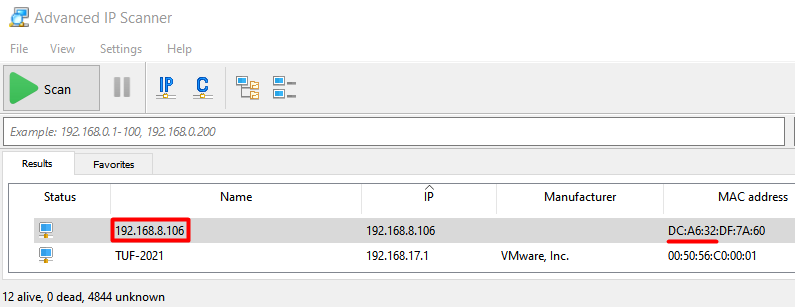 Advanced IP Scanner
File View Settings Help
Scan IP C
Example: 192.168.0.1-100, 192.168.0.200
Results Favorites
Status Name IP Manufacturer MAC address
192.168.8.106 192.168.8.106 DC:A6:32:DF:7A:60
TUF-2021 192.168.17.1 VMware, Inc. 00:50:56:C0:00:01
12 alive, 0 dead, 4844 unknown